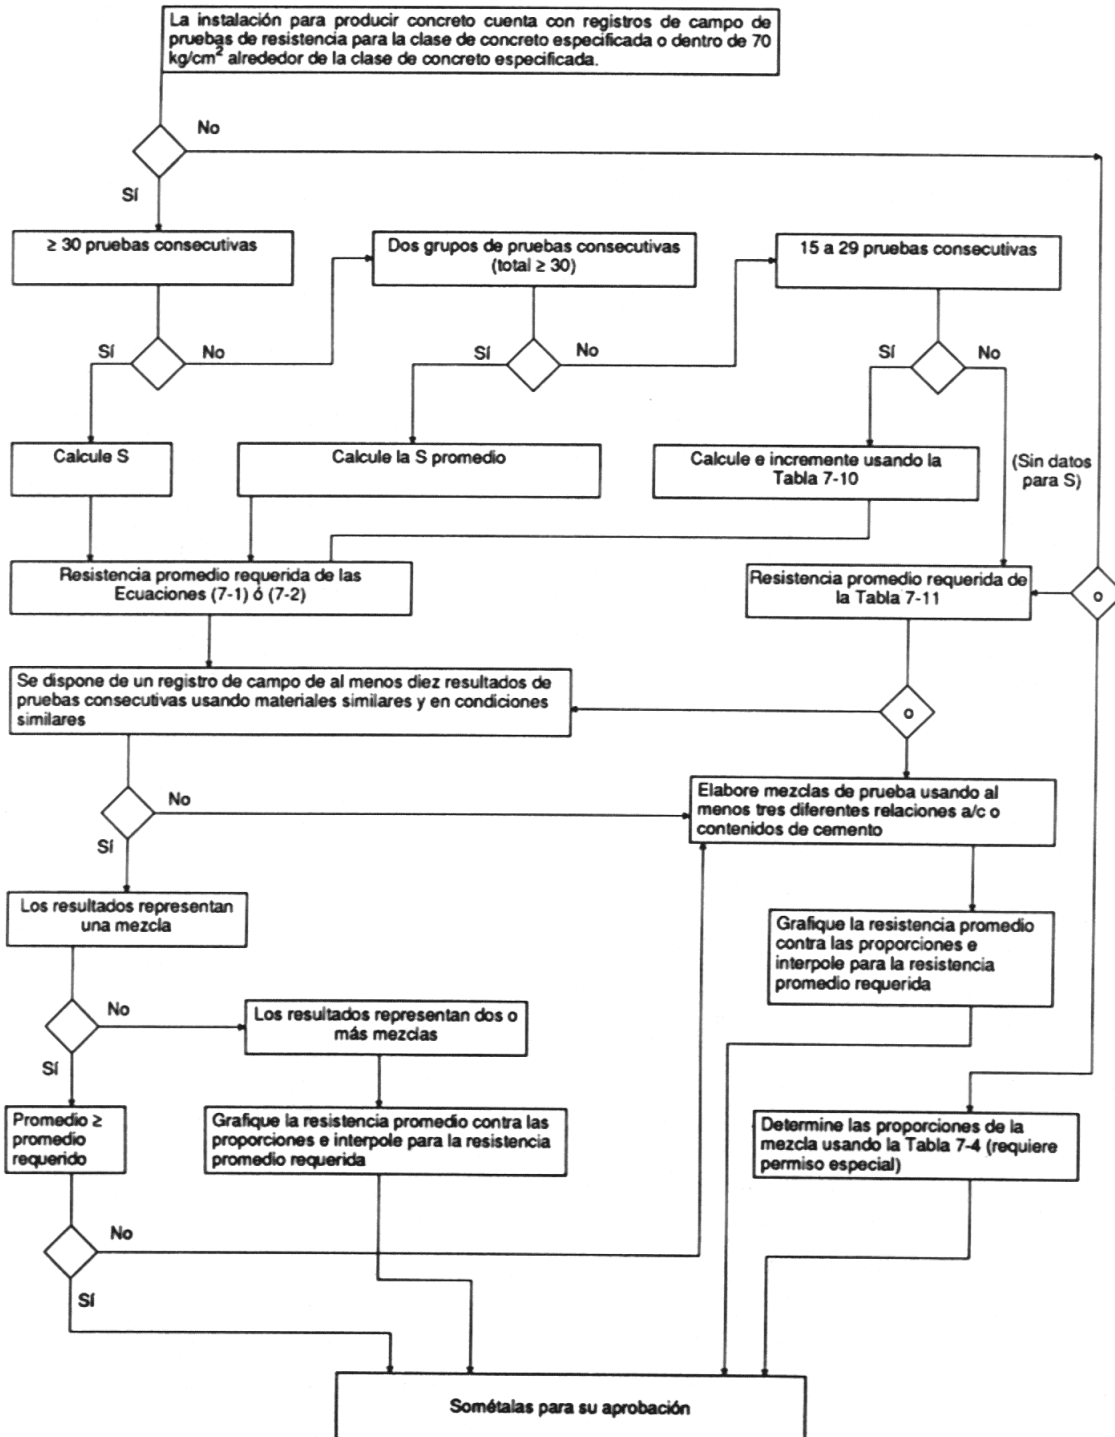 La instalación para producir concreto cuenta con registros de campo de
pruebas de resistencia para la clase de concreto especificada o dentro de 70
kg/cm² alrededor de la clase de concreto especificada.
No
Sí
≥ 30 pruebas consecutivas
Dos grupos de pruebas consecutivas
(total ≥ 30)
15 a 29 pruebas consecutivas
Sí
No
Sí
No
Sí
No
Calcule S
Calcule la S promedio
Calcule e incremente usando la
Tabla 7-10
(Sin datos
para S)
Resistencia promedio requerida de las
Ecuaciones (7-1) ó (7-2)
Resistencia promedio requerida de
la Tabla 7-11
o
Se dispone de un registro de campo de al menos diez resultados de
pruebas consecutivas usando materiales similares y en condiciones
similares
o
No
Sí
Elabore mezclas de prueba usando al
menos tres diferentes relaciones a/c o
contenidos de cemento
Los resultados representan
una mezcla
Grafique la resistencia promedio
contra las proporciones e
interpole para la resistencia
promedio requerida
No
Sí
Los resultados representan dos o
más mezclas
Promedio ≥
promedio
requerido
Grafique la resistencia promedio contra las
proporciones e interpole para la resistencia
promedio requerida
Determine las proporciones de la
mezcla usando la Tabla 7-4 (requiere
permiso especial)
No
Sí
Sométalas para su aprobación